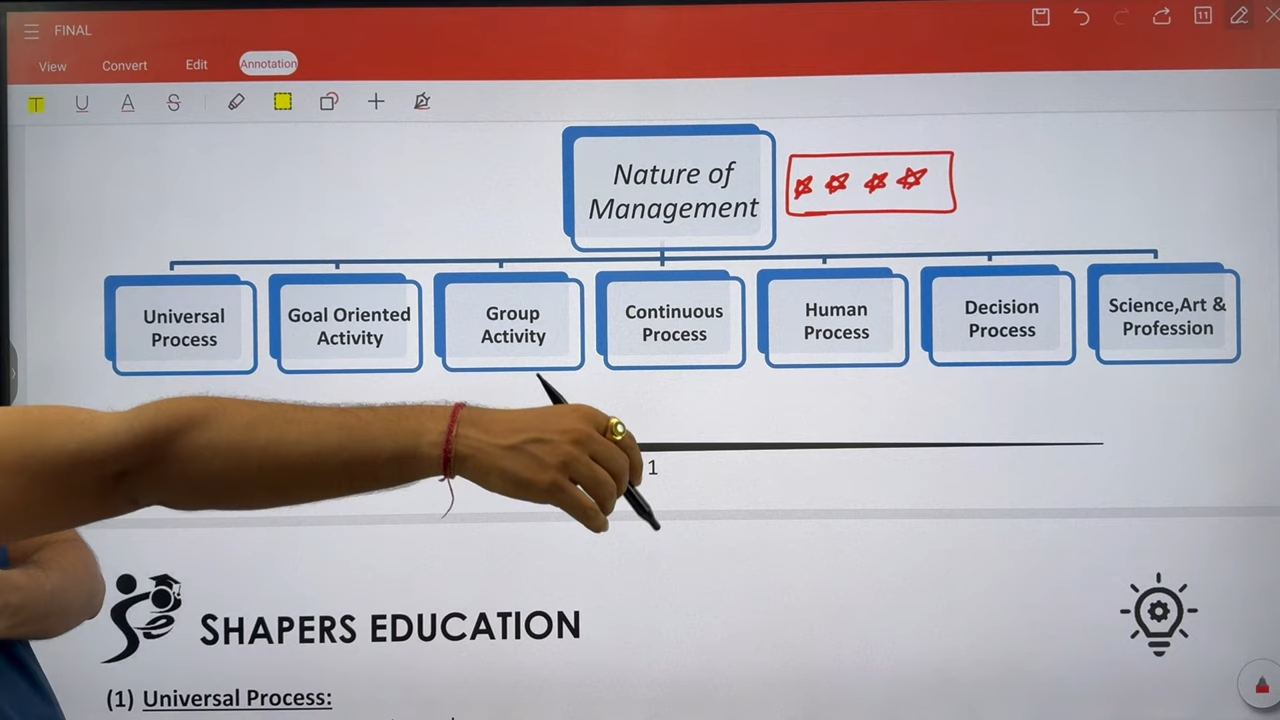 FINAL
11
View Convert Edit Annotation
T U A S
Nature of
Management
Universal
Process
Goal Oriented
Activity
Group
Activity
Continuous
Process
Human
Process
Decision
Process
Science,Art &
Profession
1
SHAPERS EDUCATION
(1) Universal Process: